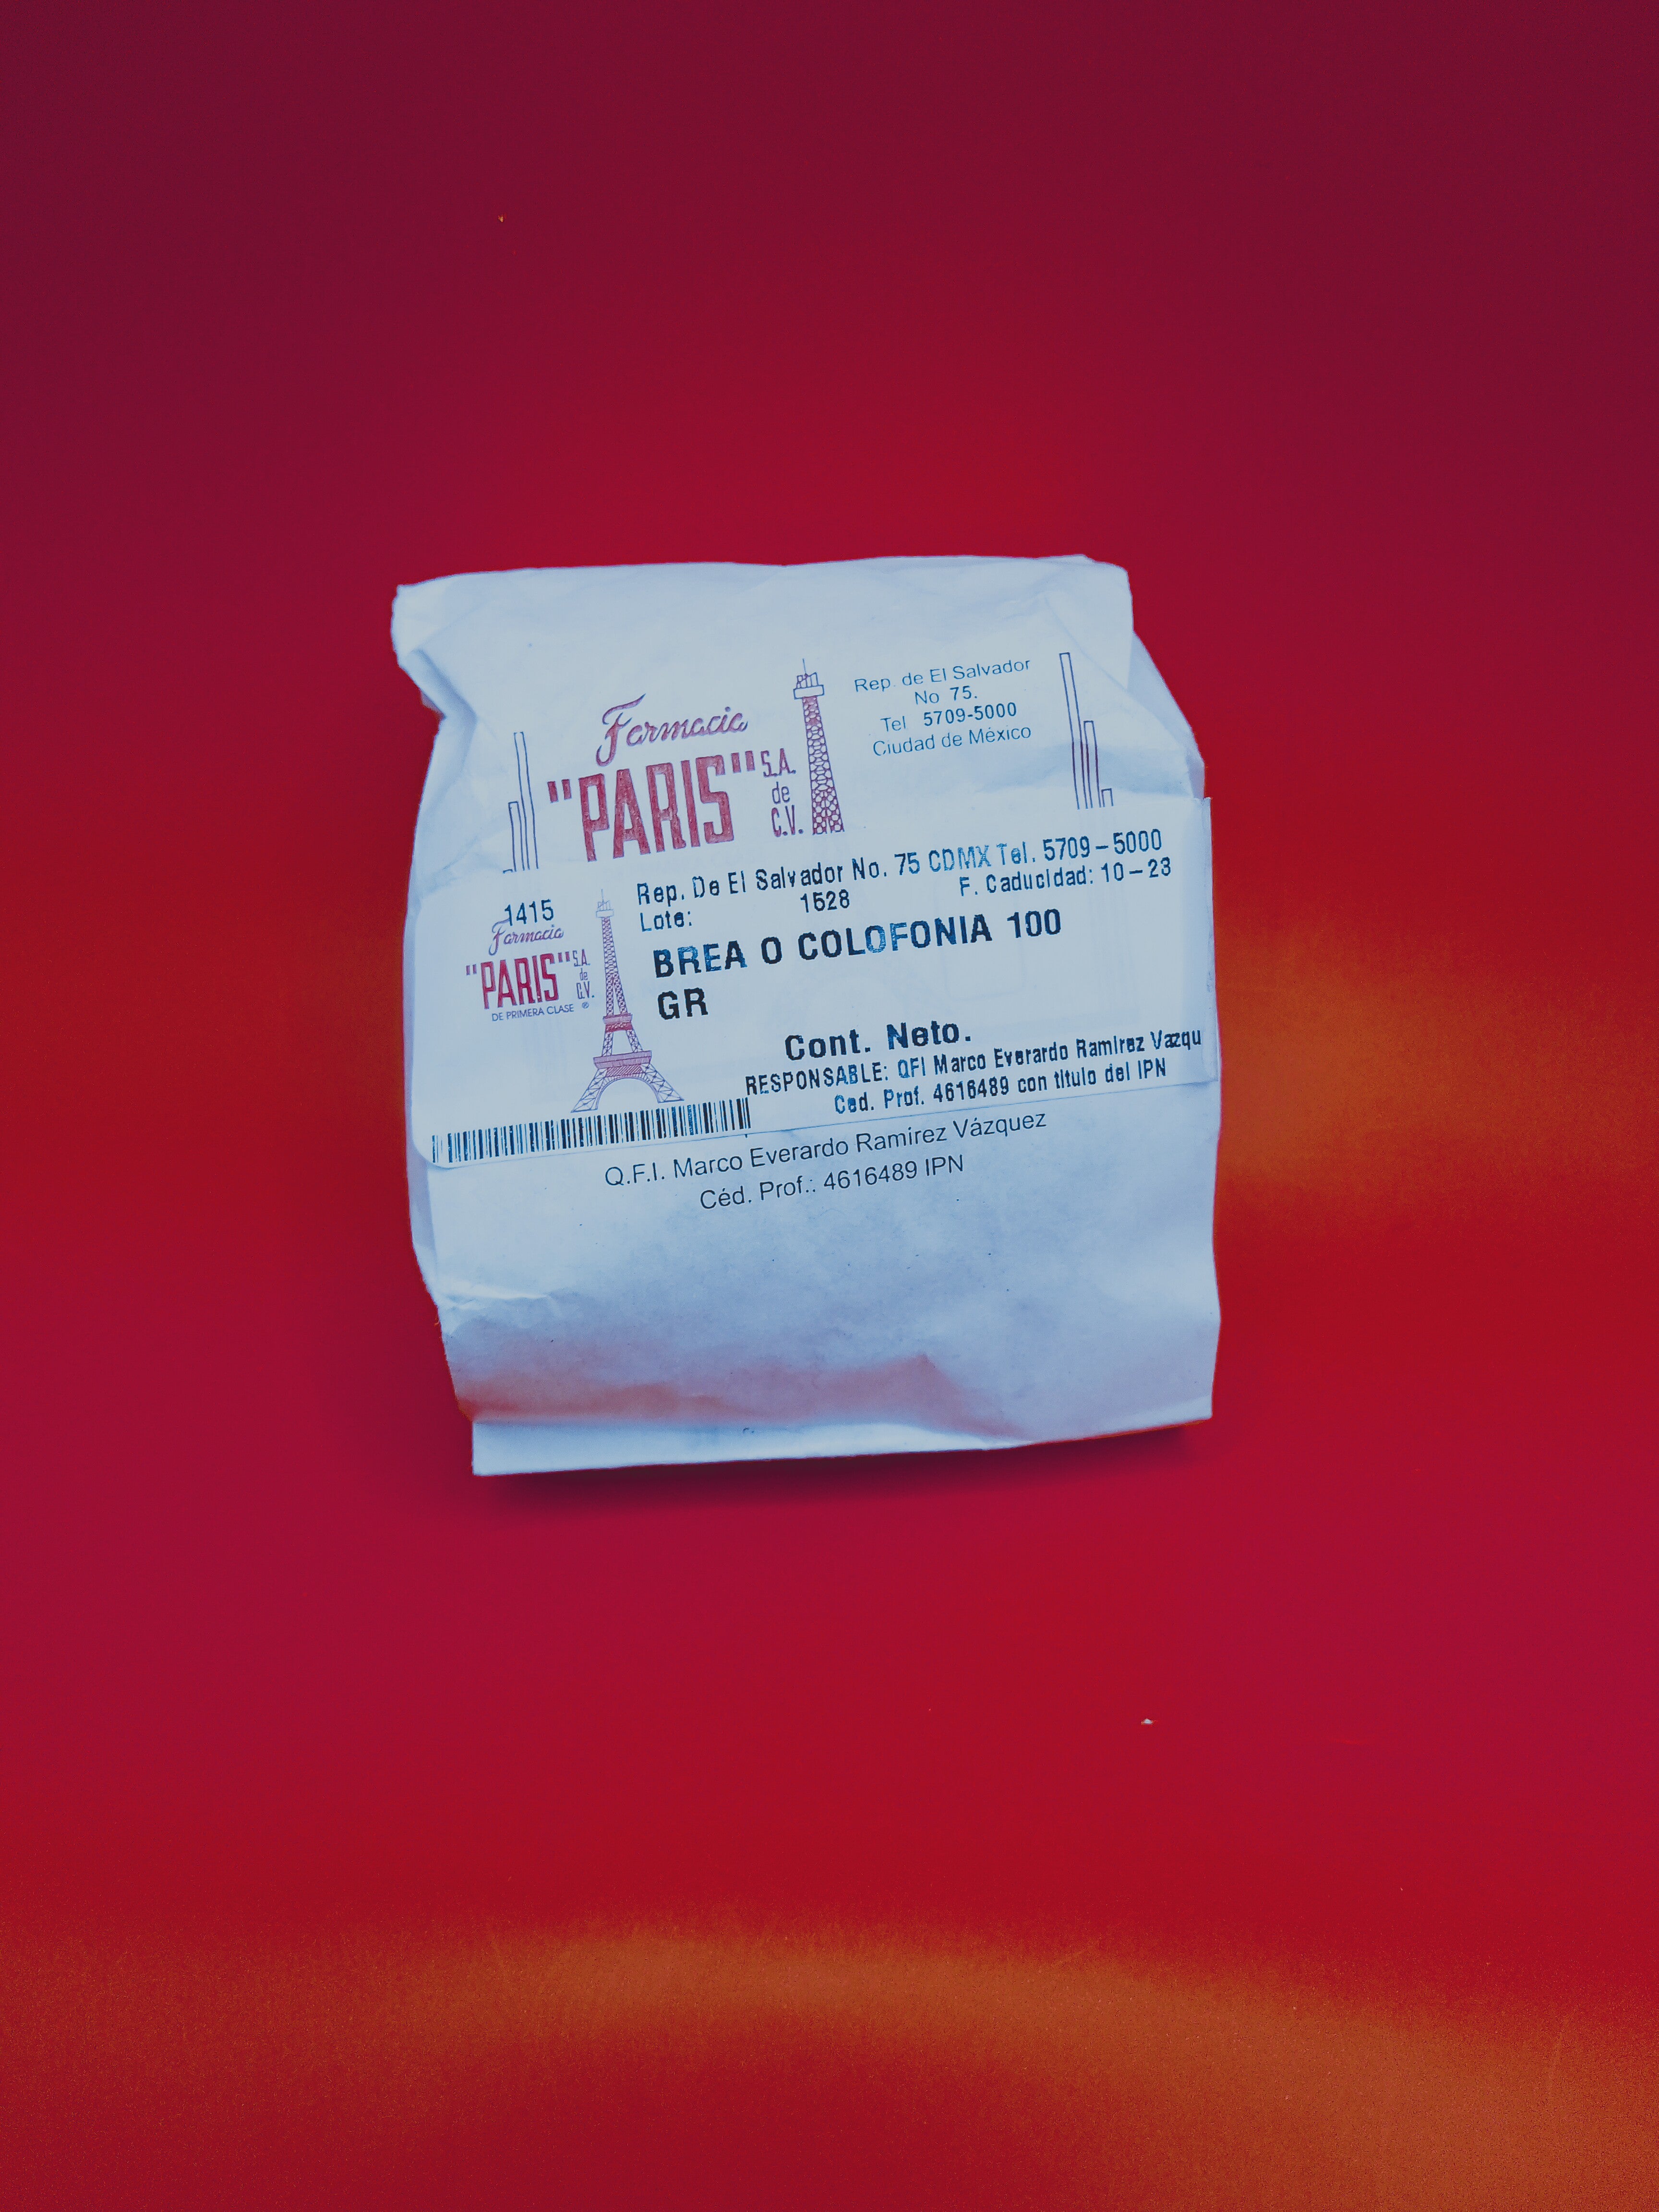 Farmacia
"PARIS" S.A. de C.V.
Rep. de El Salvador
No 75.
Tel 5709-5000
Ciudad de México
1415
Farmacia
"PARIS" S.A. de C.V.
DE PRIMERA CLASE ®
Rep. De El Salvador No. 75 CDMX Tel. 5709-5000
Lote: 1528 F. Caducidad: 10-23
BREA O COLOFONIA 100
GR
Cont. Neto.
RESPONSABLE: QFI Marco Everardo Ramirez Vazqu
Ced. Prof. 4616489 con titulo del IPN
Q.F.I. Marco Everardo Ramírez Vázquez
Céd. Prof.: 4616489 IPN